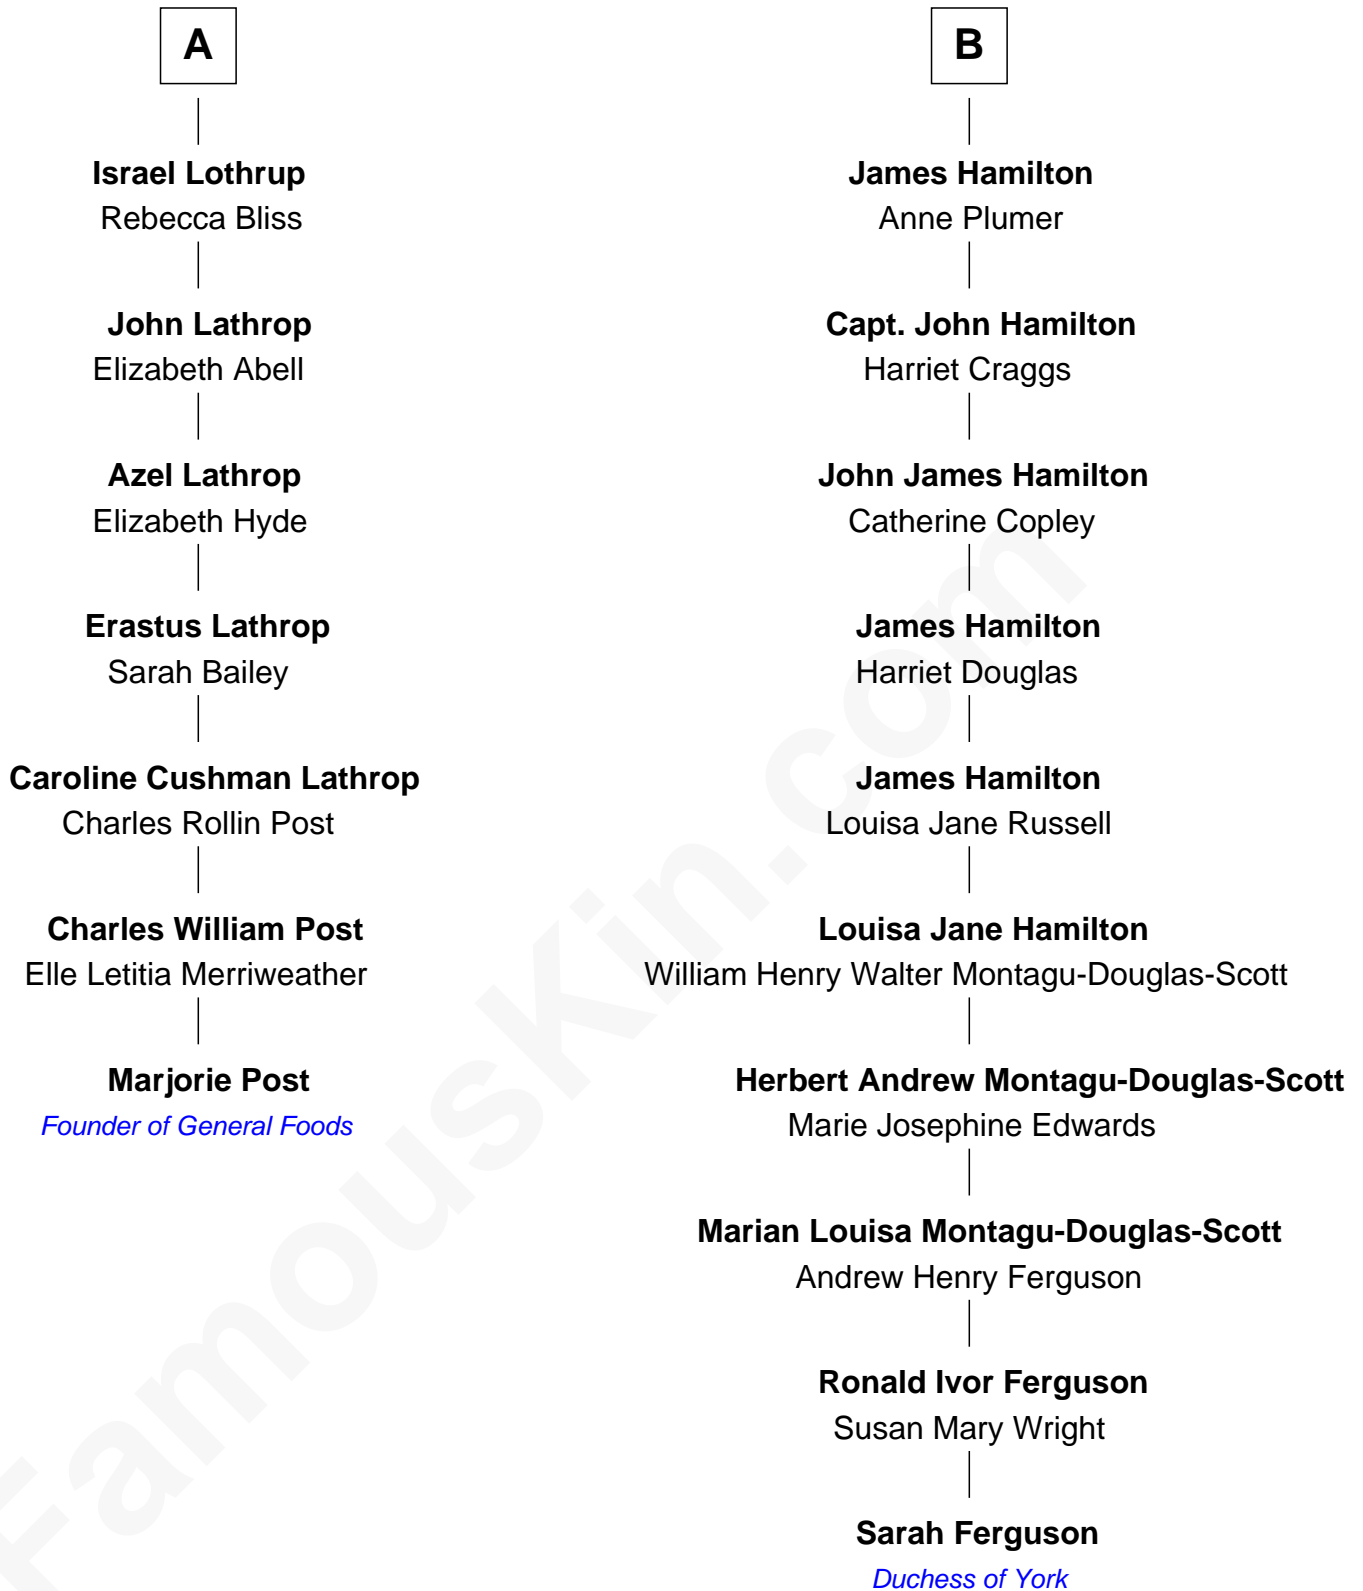 A
Israel Lothrup
Rebecca Bliss
John Lathrop
Elizabeth Abell
Azel Lathrop
Elizabeth Hyde
Erastus Lathrop
Sarah Bailey
Caroline Cushman Lathrop
Charles Rollin Post
Charles William Post
Elle Letitia Merriweather
Marjorie Post
Founder of General Foods
B
James Hamilton
Anne Plumer
Capt. John Hamilton
Harriet Craggs
John James Hamilton
Catherine Copley
James Hamilton
Harriet Douglas
James Hamilton
Louisa Jane Russell
Louisa Jane Hamilton
William Henry Walter Montagu-Douglas-Scott
Herbert Andrew Montagu-Douglas-Scott
Marie Josephine Edwards
Marian Louisa Montagu-Douglas-Scott
Andrew Henry Ferguson
Ronald Ivor Ferguson
Susan Mary Wright
Sarah Ferguson
Duchess of York
FamousKin.com